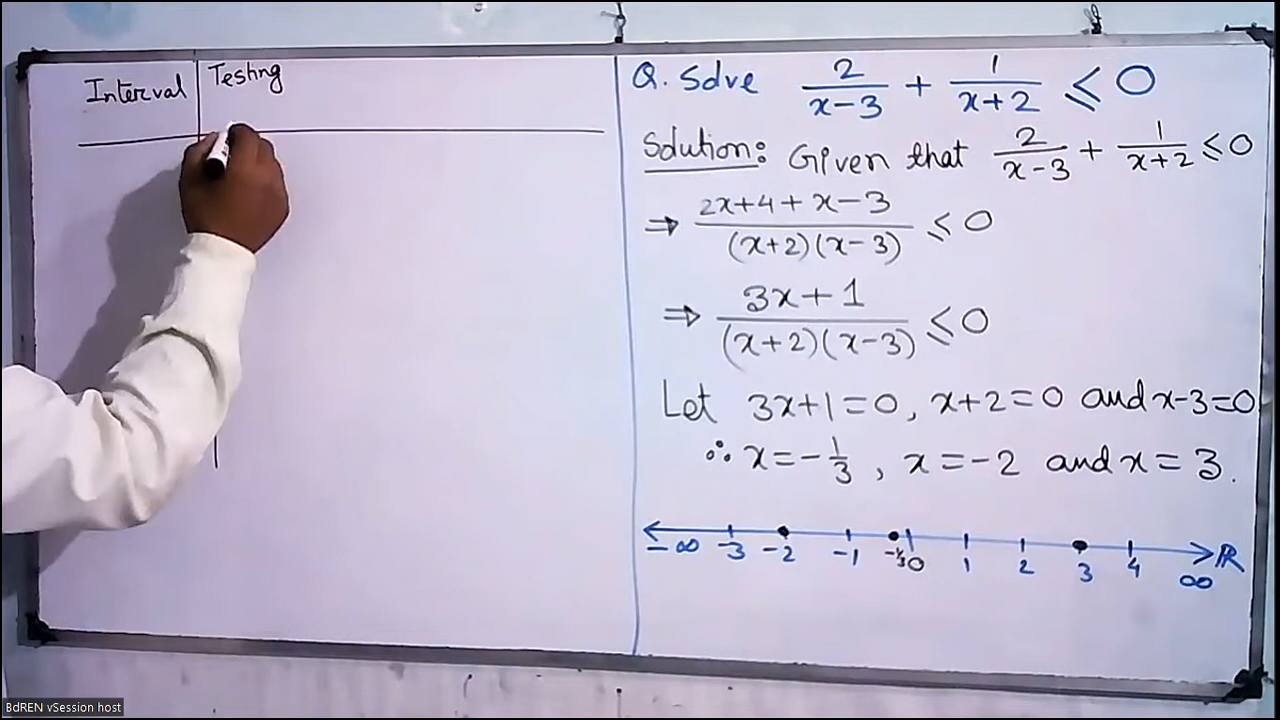 Interval Testing
Q. Solve 2/(x-3) + 1/(x+2) ≤ 0
Solution: Given that 2/(x-3) + 1/(x+2) ≤ 0
⇒ (2x+4+x-3)/((x+2)(x-3)) ≤ 0
⇒ (3x+1)/((x+2)(x-3)) ≤ 0
Let 3x+1=0, x+2=0 and x-3=0
∴ x=-1/3, x=-2 and x=3.
-∞ -3 -2 -1 -1/3 0 1 2 3 4 ∞ ℝ
BdREN vSession host